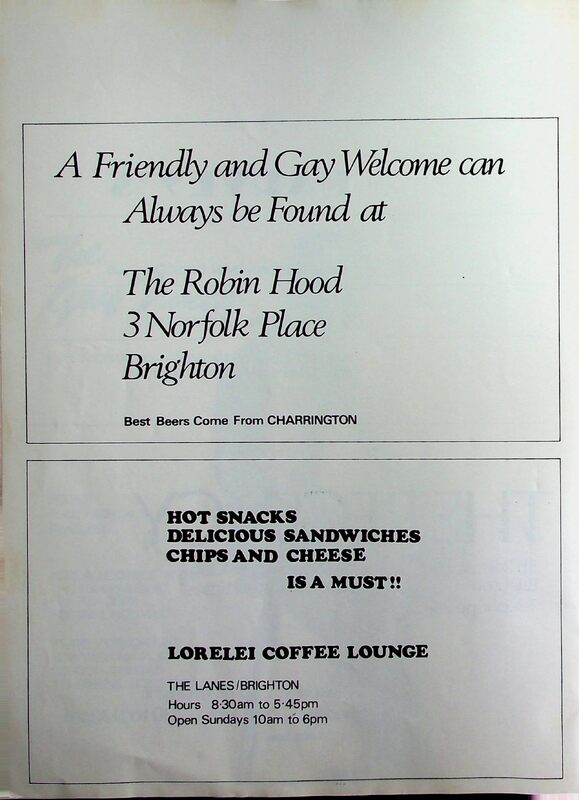 A Friendly and Gay Welcome can
Always be Found at
The Robin Hood
3 Norfolk Place
Brighton
Best Beers Come From CHARRINGTON
HOT SNACKS
DELICIOUS SANDWICHES
CHIPS AND CHEESE
IS A MUST!!
LORELEI COFFEE LOUNGE
THE LANES/BRIGHTON
Hours 8·30am to 5·45pm
Open Sundays 10am to 6pm